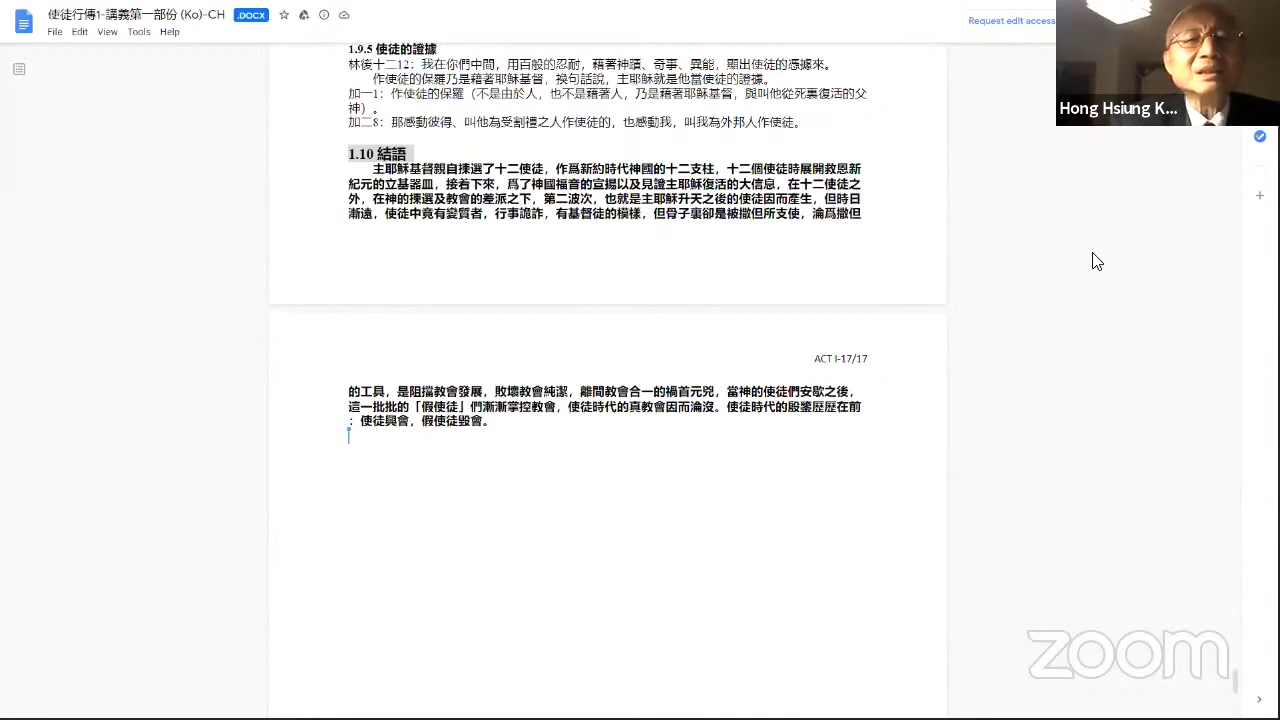 使徒行傳1-講義第一部份 (Ko)-CH
.DOCX
Request edit access
File Edit View Tools Help
Hong Hsiung K...
1.9.5 使徒的證據
林後十二12：我在你們中間，用百般的忍耐，藉著神蹟、奇事、異能，顯出使徒的憑據來。
作使徒的保羅乃是藉著耶穌基督，換句話說，主耶穌就是他當使徒的證據。
加一1：作使徒的保羅（不是由於人，也不是藉著人，乃是藉著耶穌基督，與叫他從死裏復活的父
神）。
加二8：那感動彼得、叫他為受割禮之人作使徒的，也感動我，叫我為外邦人作使徒。
1.10 結語
主耶穌基督親自揀選了十二使徒，作爲新約時代神國的十二支柱，十二個使徒時展開救恩新
紀元的立基器皿，接着下來，爲了神國福音的宣揚以及見證主耶穌復活的大信息，在十二使徒之
外，在神的揀選及教會的差派之下，第二波次，也就是主耶穌升天之後的使徒因而產生，但時日
漸遠，使徒中竟有變質者，行事詭詐，有基督徒的模樣，但骨子裏卻是被撒但所支使，淪爲撒但
ACT I-17/17
的工具，是阻擋教會發展，敗壞教會純潔，離間教會合一的禍首元兇，當神的使徒們安歇之後，
這一批批的「假使徒」們漸漸掌控教會，使徒時代的真教會因而淪沒。使徒時代的殷鑒歷歷在前
：使徒興會，假使徒毀會。
zoom